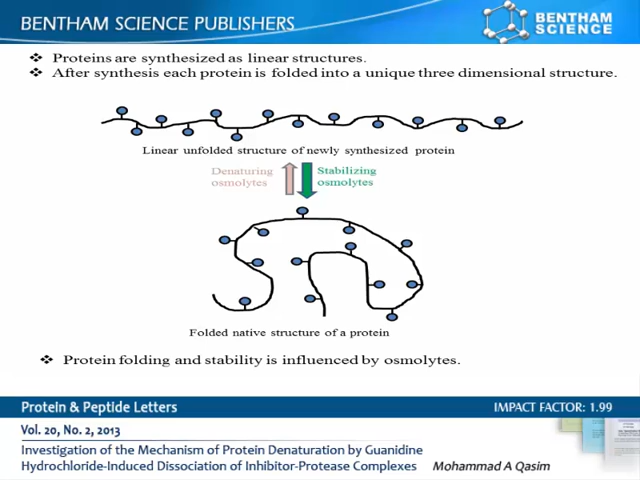 BENTHAM SCIENCE PUBLISHERS
BENTHAM
SCIENCE
❖ Proteins are synthesized as linear structures.
❖ After synthesis each protein is folded into a unique three dimensional structure.
Linear unfolded structure of newly synthesized protein
Denaturing
osmolytes
Stabilizing
osmolytes
Folded native structure of a protein
❖ Protein folding and stability is influenced by osmolytes.
Protein & Peptide Letters
IMPACT FACTOR: 1.99
Vol. 20, No. 2, 2013
Investigation of the Mechanism of Protein Denaturation by Guanidine
Hydrochloride-Induced Dissociation of Inhibitor-Protease Complexes Mohammad A Qasim